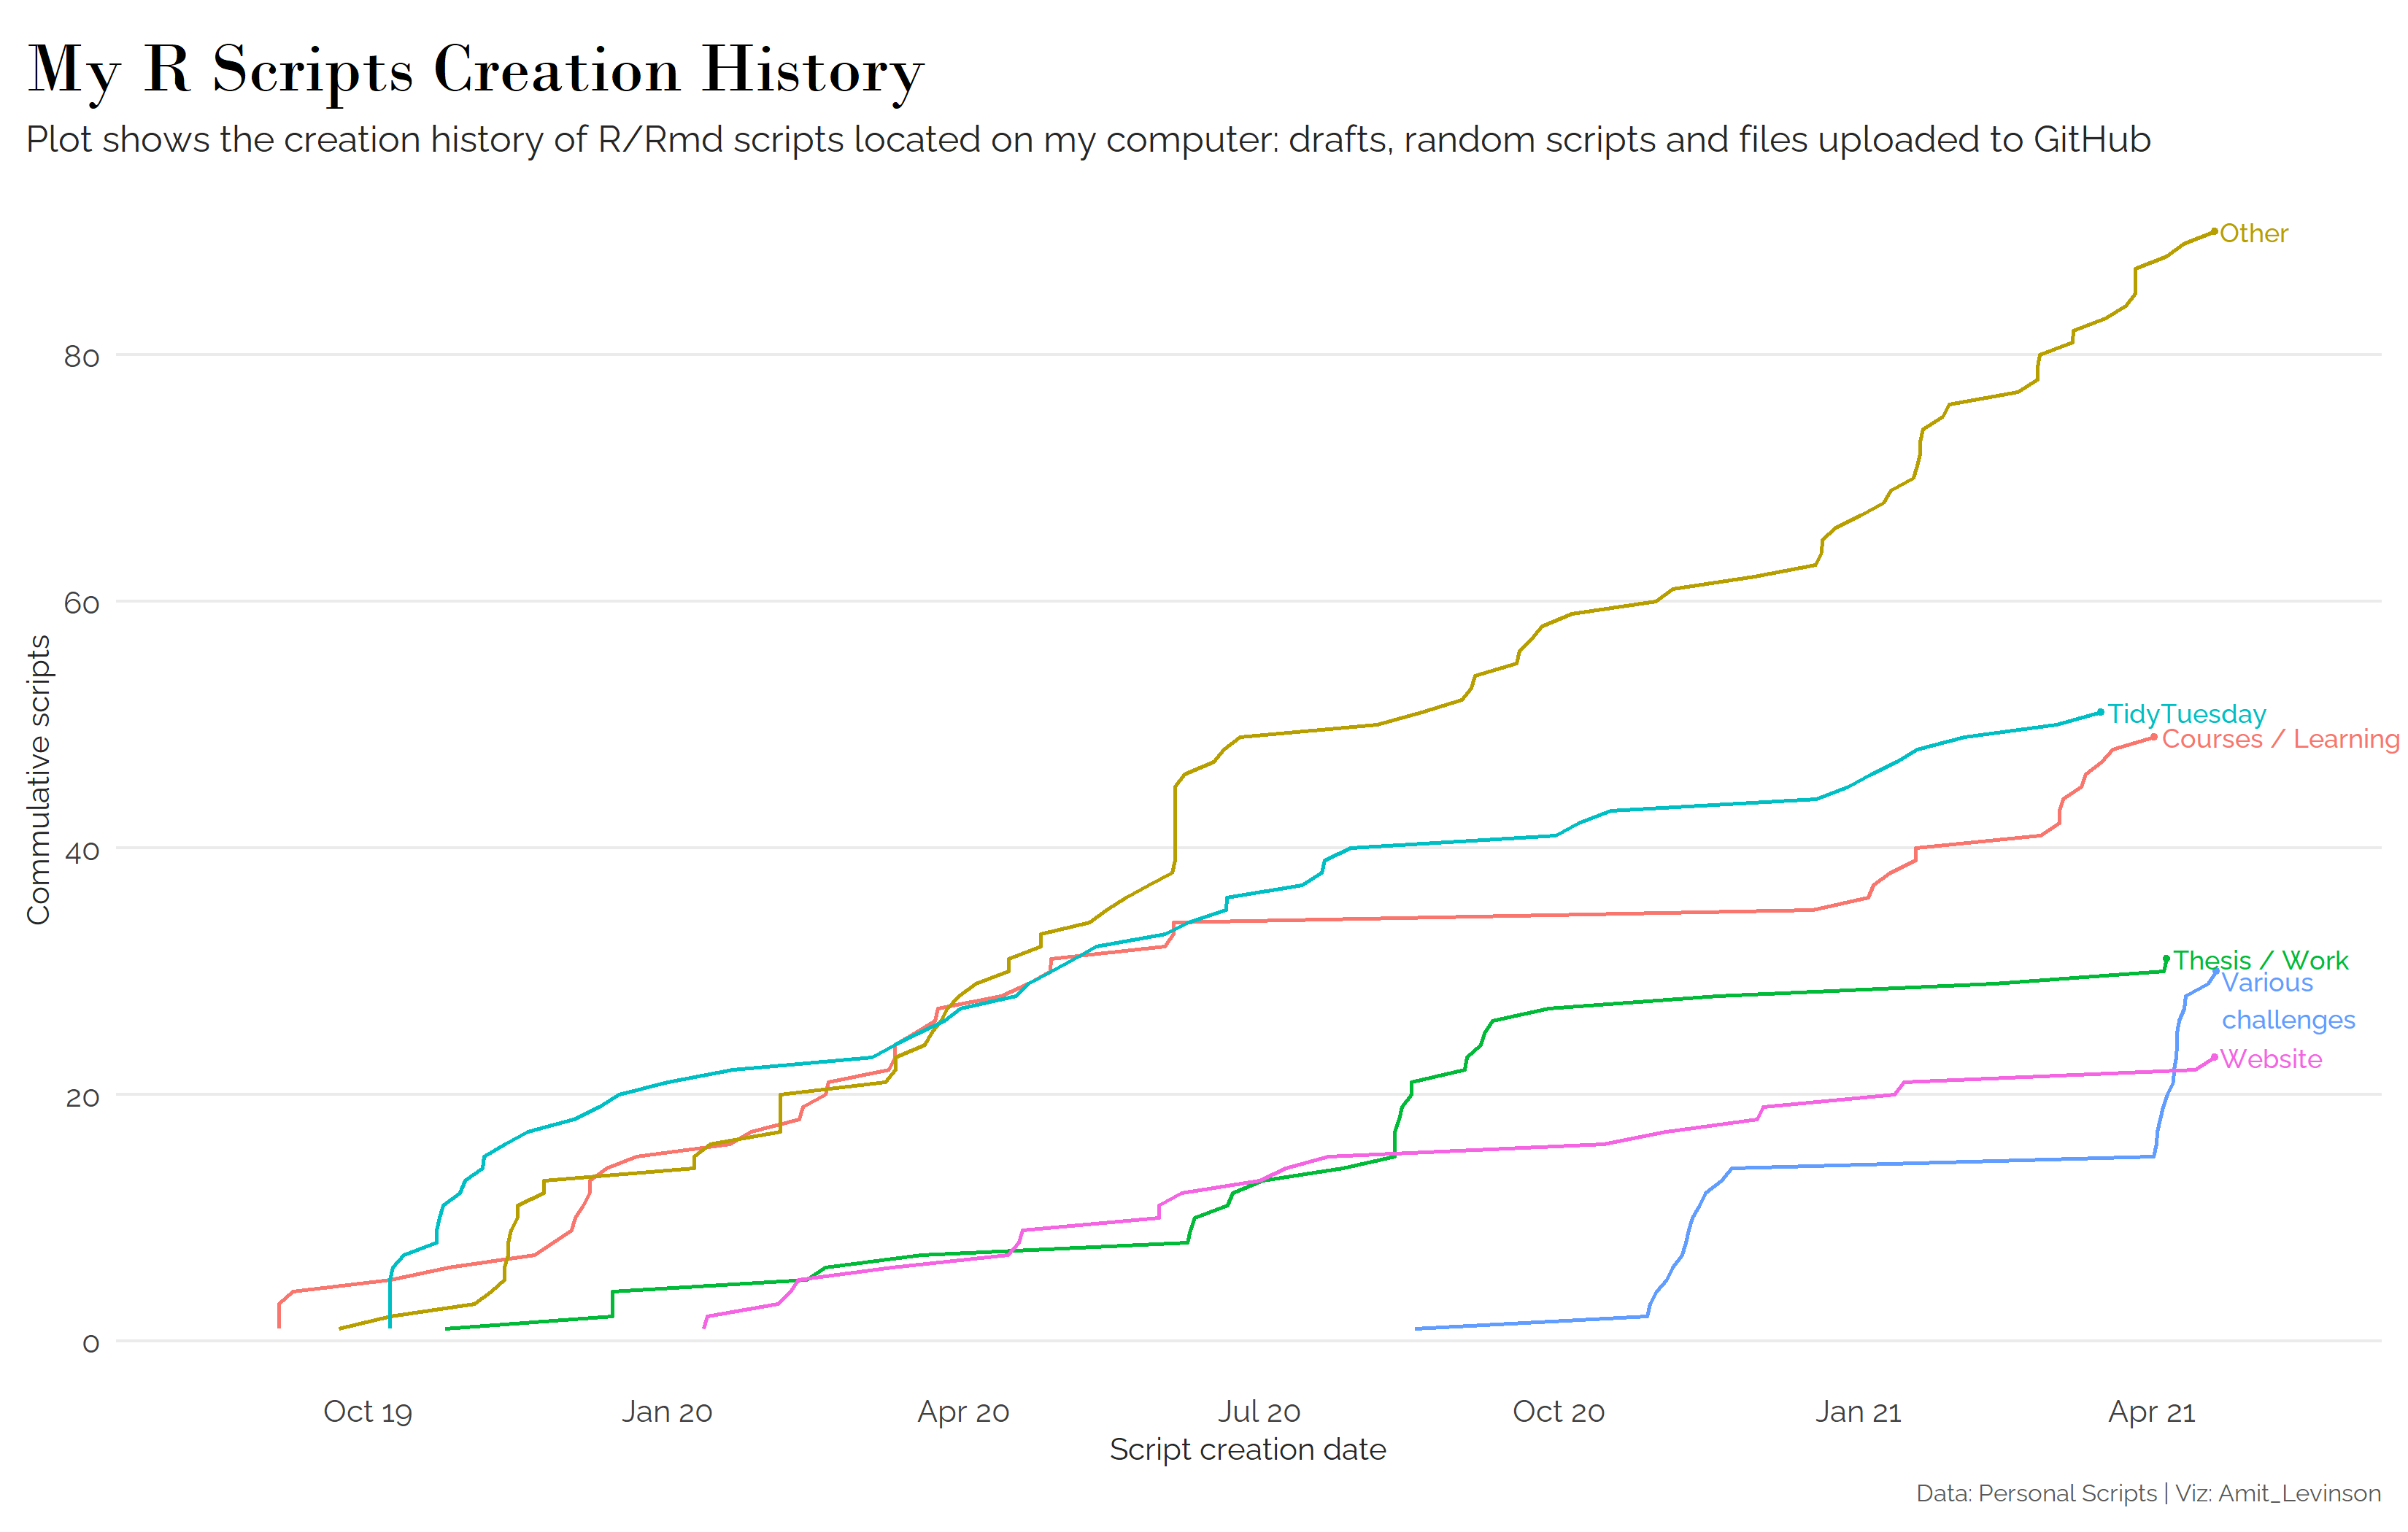 My R Scripts Creation History
Plot shows the creation history of R/Rmd scripts located on my computer: drafts, random scripts and files uploaded to GitHub
Other
80
60
Commulative scripts
TidyTuesday
Courses / Learning
40
Thesis / Work
Various
challenges
Website
20
0
Oct 19
Jan 20
Apr 20
Jul 20
Oct 20
Jan 21
Apr 21
Script creation date
Data: Personal Scripts | Viz: Amit_Levinson